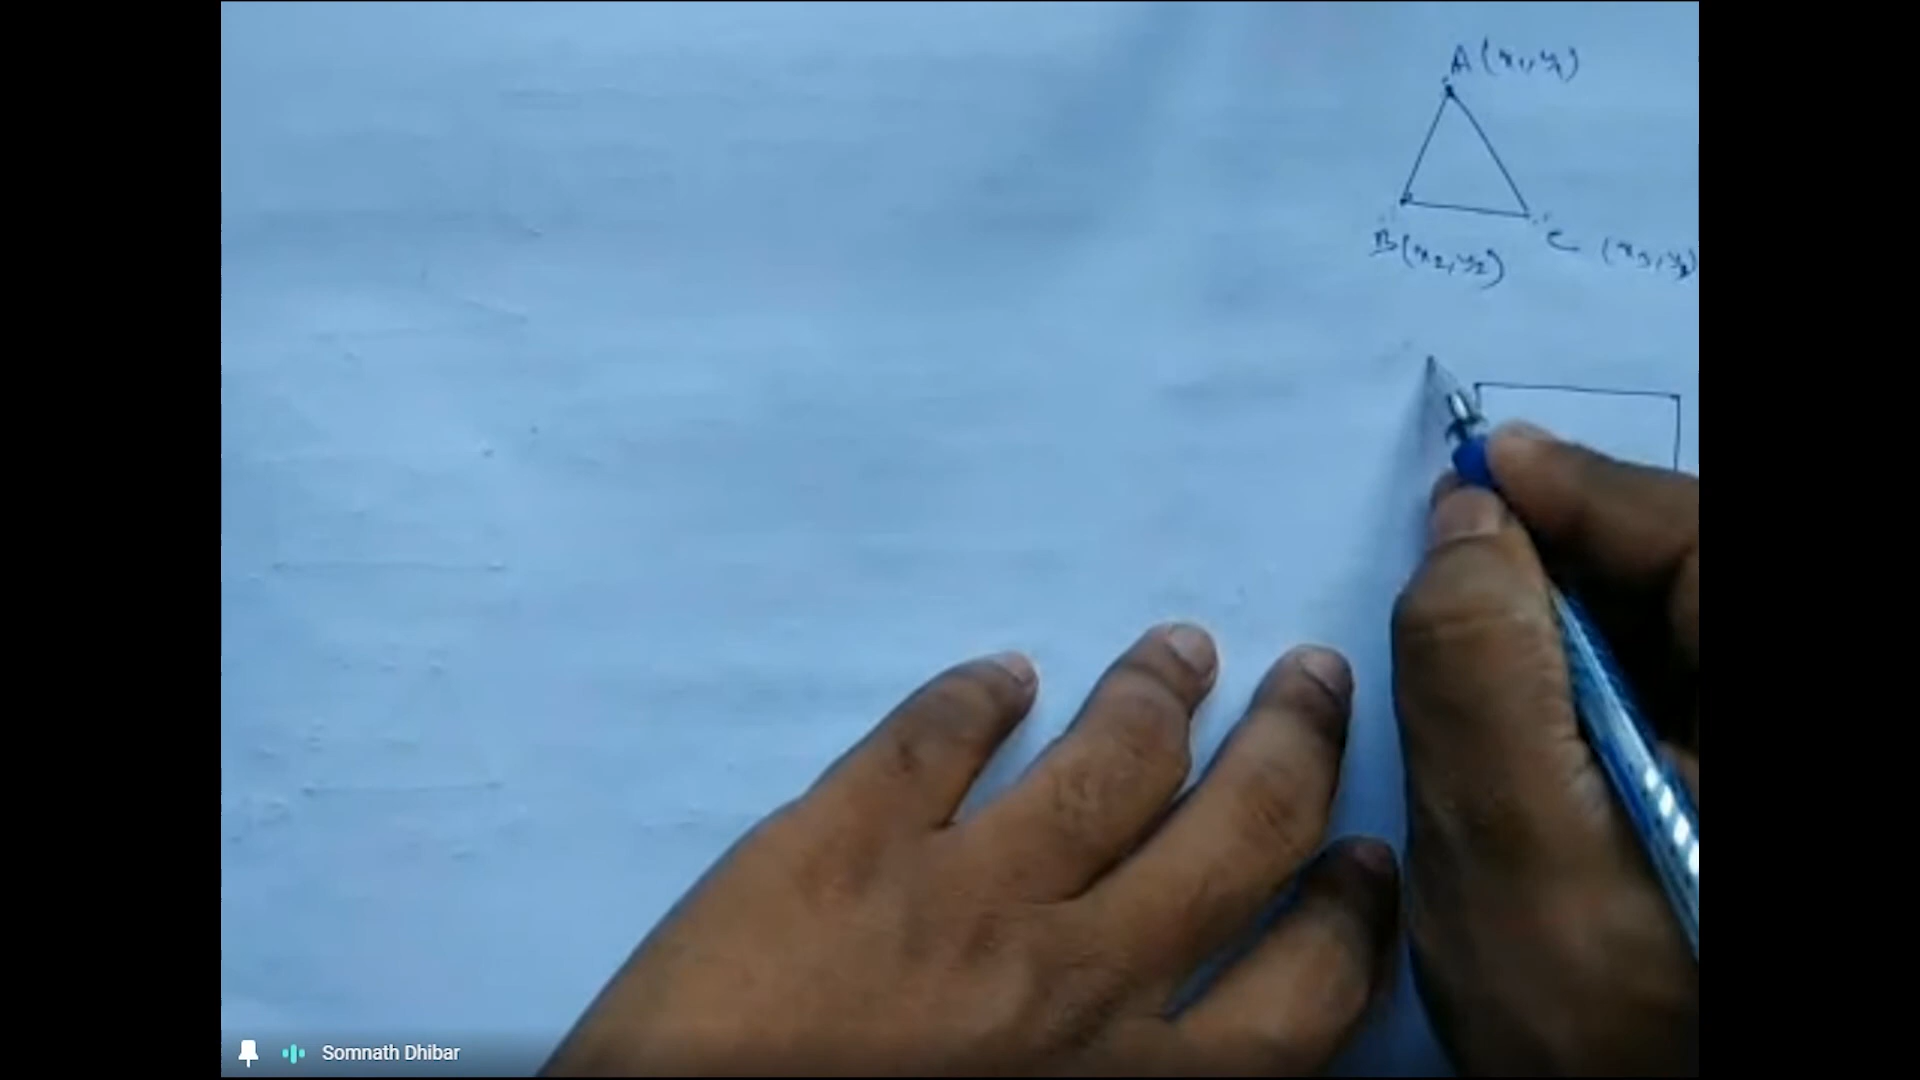 A (x₁, y₁)
B (x₂, y₂)
C (x₃, y₃)
Somnath Dhibar